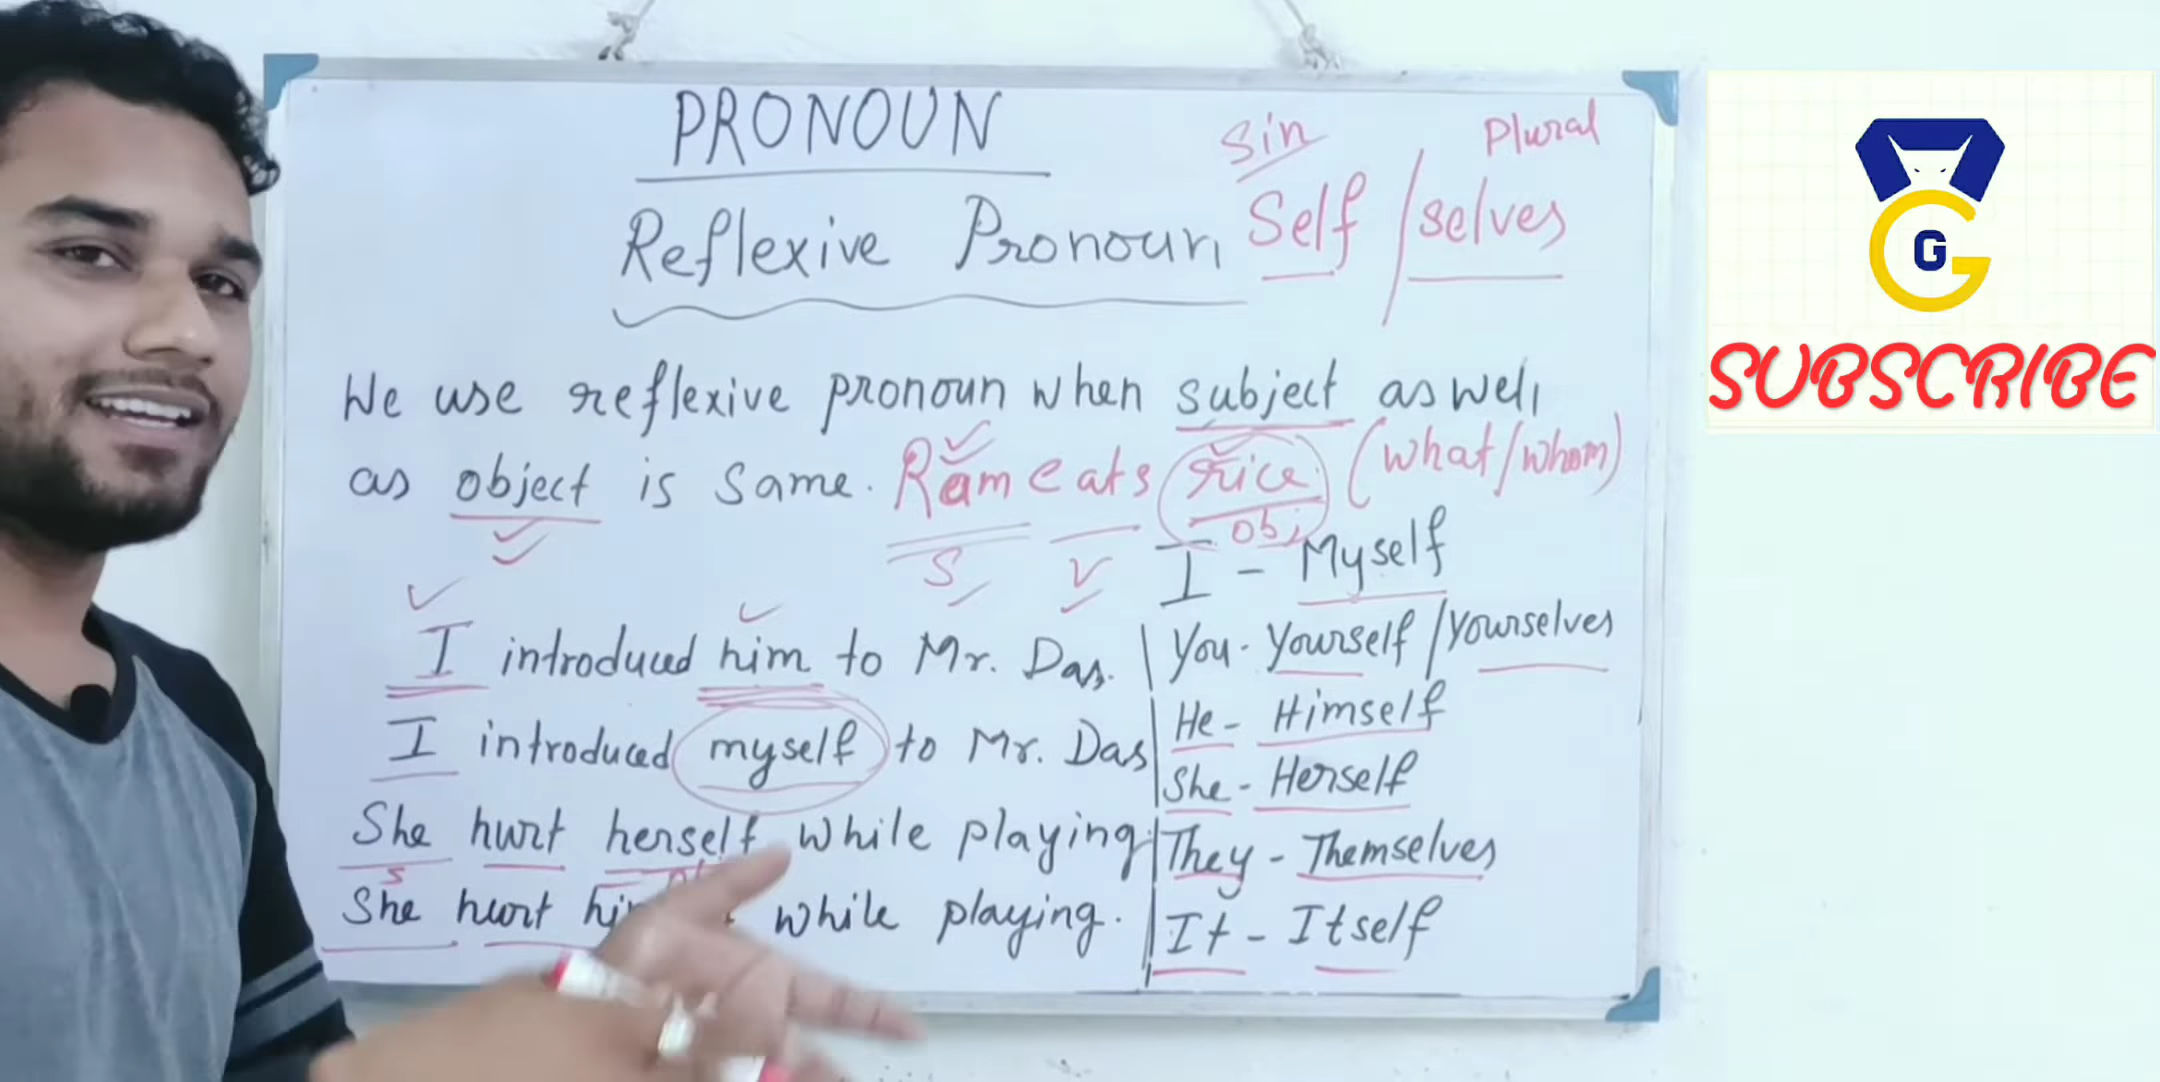 PRONOUN
Sin Plural
Reflexive Pronoun Self / selves
We use reflexive pronoun when subject as well
as object is same. Ram eats rice (what/whom)
S V obj
I - Myself
I introduced him to Mr. Das.
You - Yourself / Yourselves
I introduced myself to Mr. Das
He - Himself
She - Herself
She hurt herself while playing.
S
They - Themselves
She hurt while playing.
It - Itself
G G
SUBSCRIBE